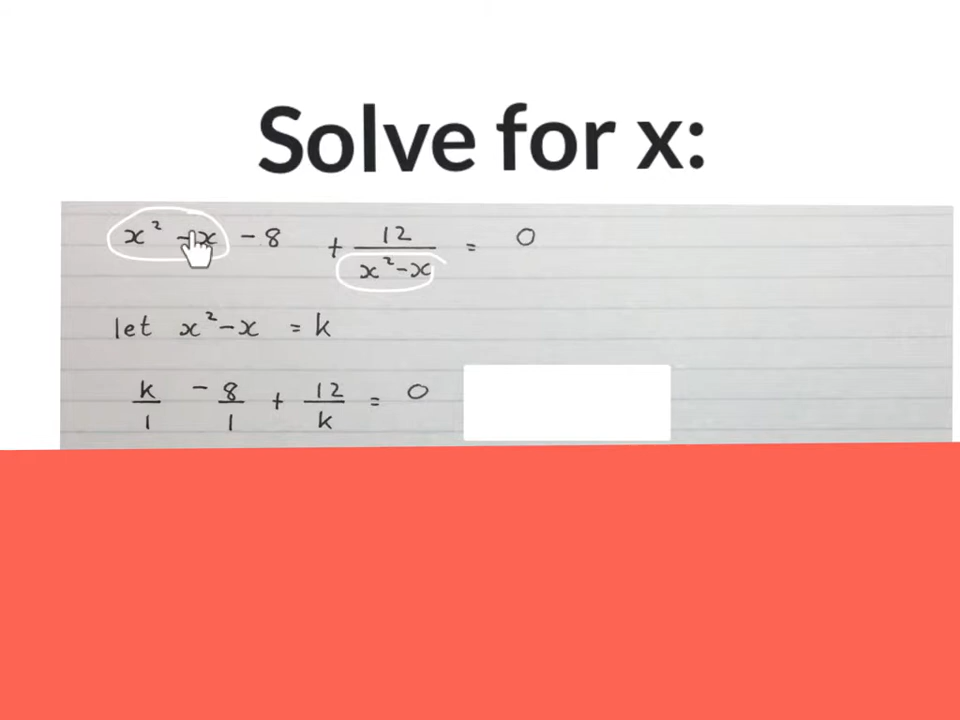 Solve for x:
x² - x - 8 + 12/(x² - x) = 0
let x² - x = k
k/1 - 8/1 + 12/k = 0